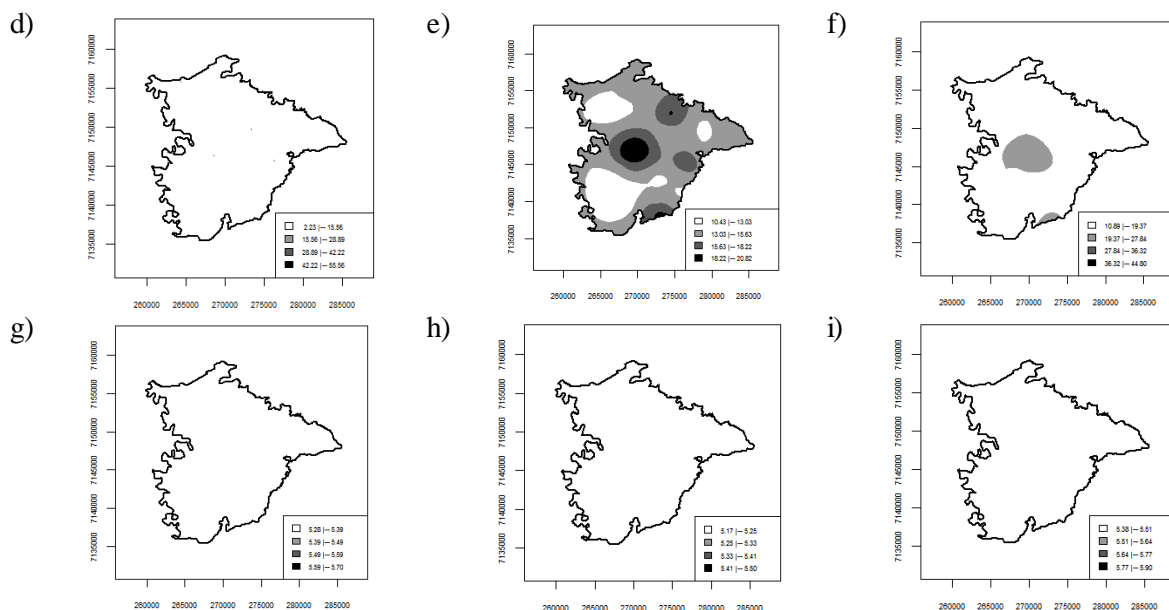 d)
7160000
7155000
7150000
7145000
7140000
7135000
2.23 |— 15.56
15.56 |— 28.89
28.89 |— 42.22
42.22 |— 55.56
260000 265000 270000 275000 280000 285000
e)
7160000
7155000
7150000
7145000
7140000
7135000
10.43 |— 13.03
13.03 |— 15.63
15.63 |— 18.22
18.22 |— 20.82
260000 265000 270000 275000 280000 285000
f)
7160000
7155000
7150000
7145000
7140000
7135000
10.89 |— 19.37
19.37 |— 27.84
27.84 |— 36.32
36.32 |— 44.80
260000 265000 270000 275000 280000 285000
g)
7160000
7155000
7150000
7145000
7140000
7135000
5.28 |— 5.39
5.39 |— 5.49
5.49 |— 5.59
5.59 |— 5.70
260000 265000 270000 275000 280000 285000
h)
7160000
7155000
7150000
7145000
7140000
7135000
5.17 |— 5.25
5.25 |— 5.33
5.33 |— 5.41
5.41 |— 5.50
260000 265000 270000 275000 280000 285000
i)
7160000
7155000
7150000
7145000
7140000
7135000
5.38 |— 5.51
5.51 |— 5.64
5.64 |— 5.77
5.77 |— 5.90
260000 265000 270000 275000 280000 285000